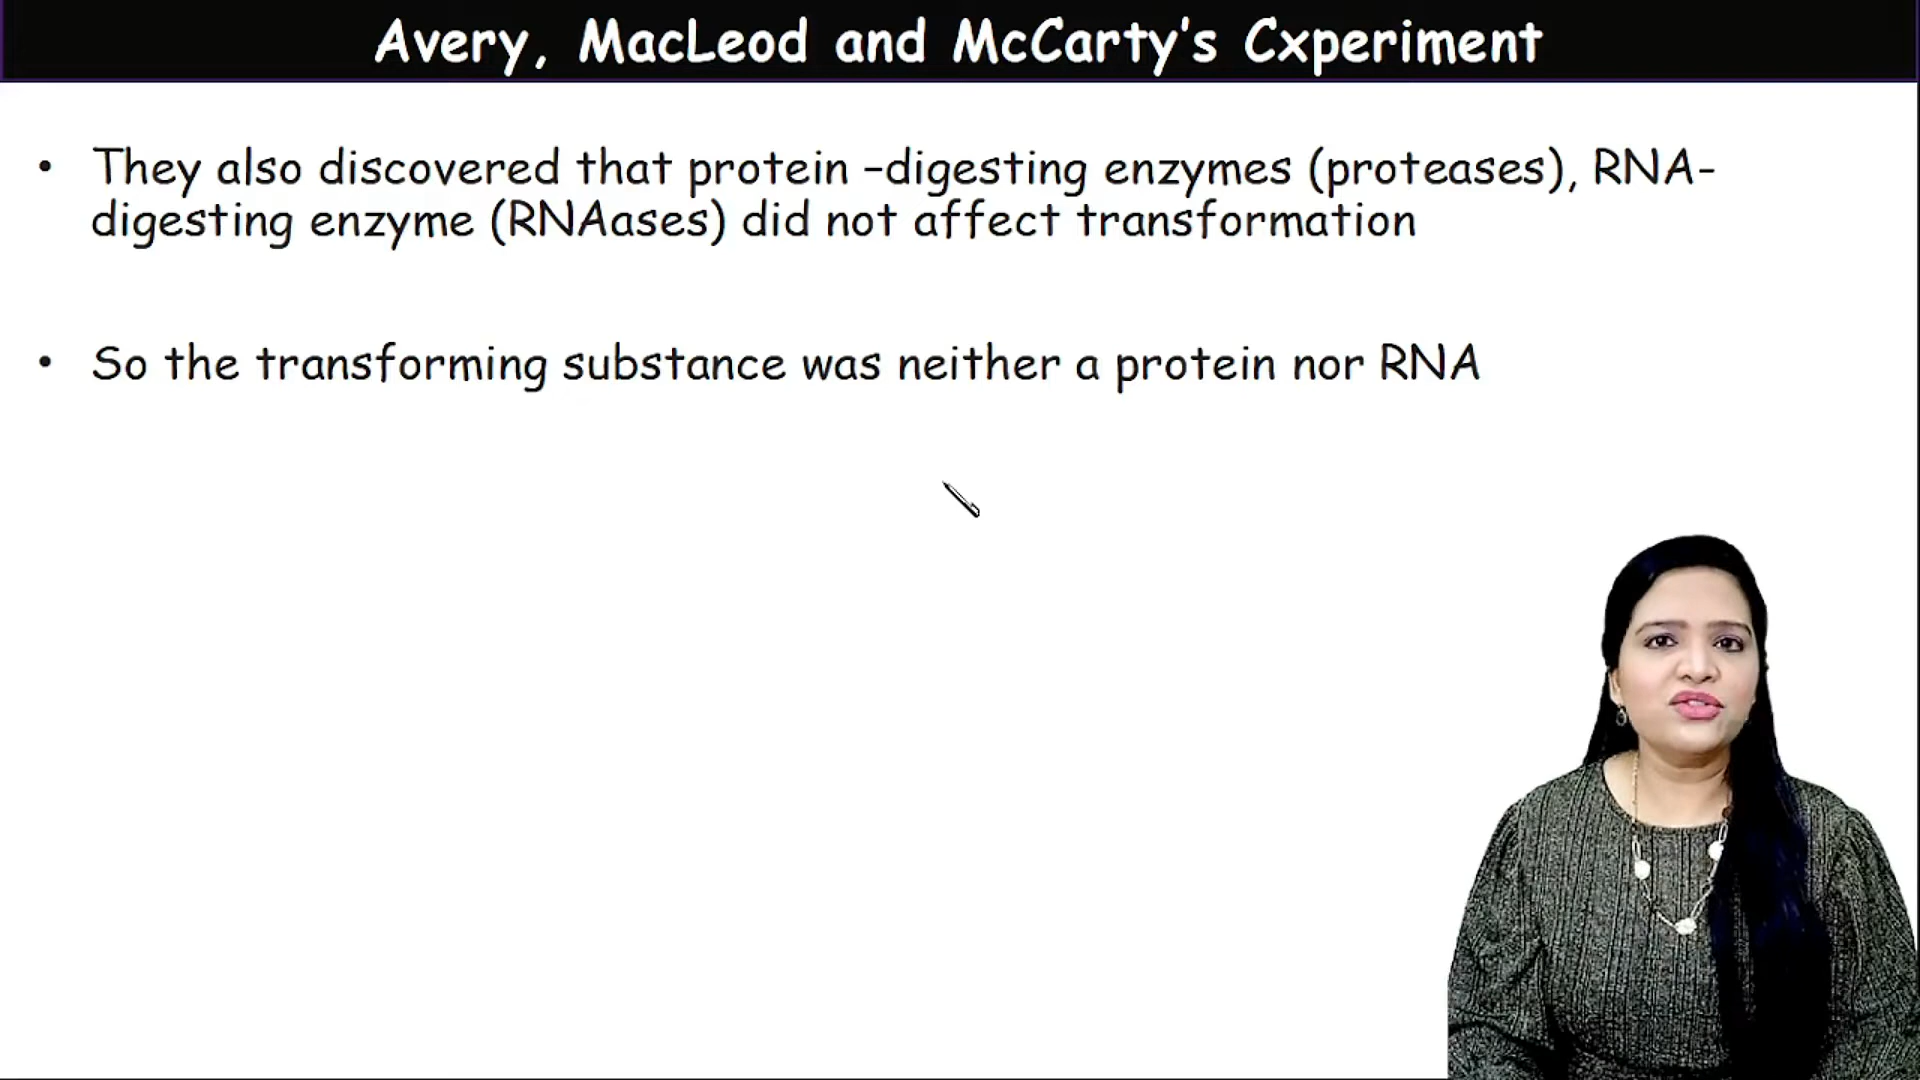 Avery, MacLeod and McCarty's Cxperiment
• They also discovered that protein –digesting enzymes (proteases), RNA-
digesting enzyme (RNAases) did not affect transformation
• So the transforming substance was neither a protein nor RNA